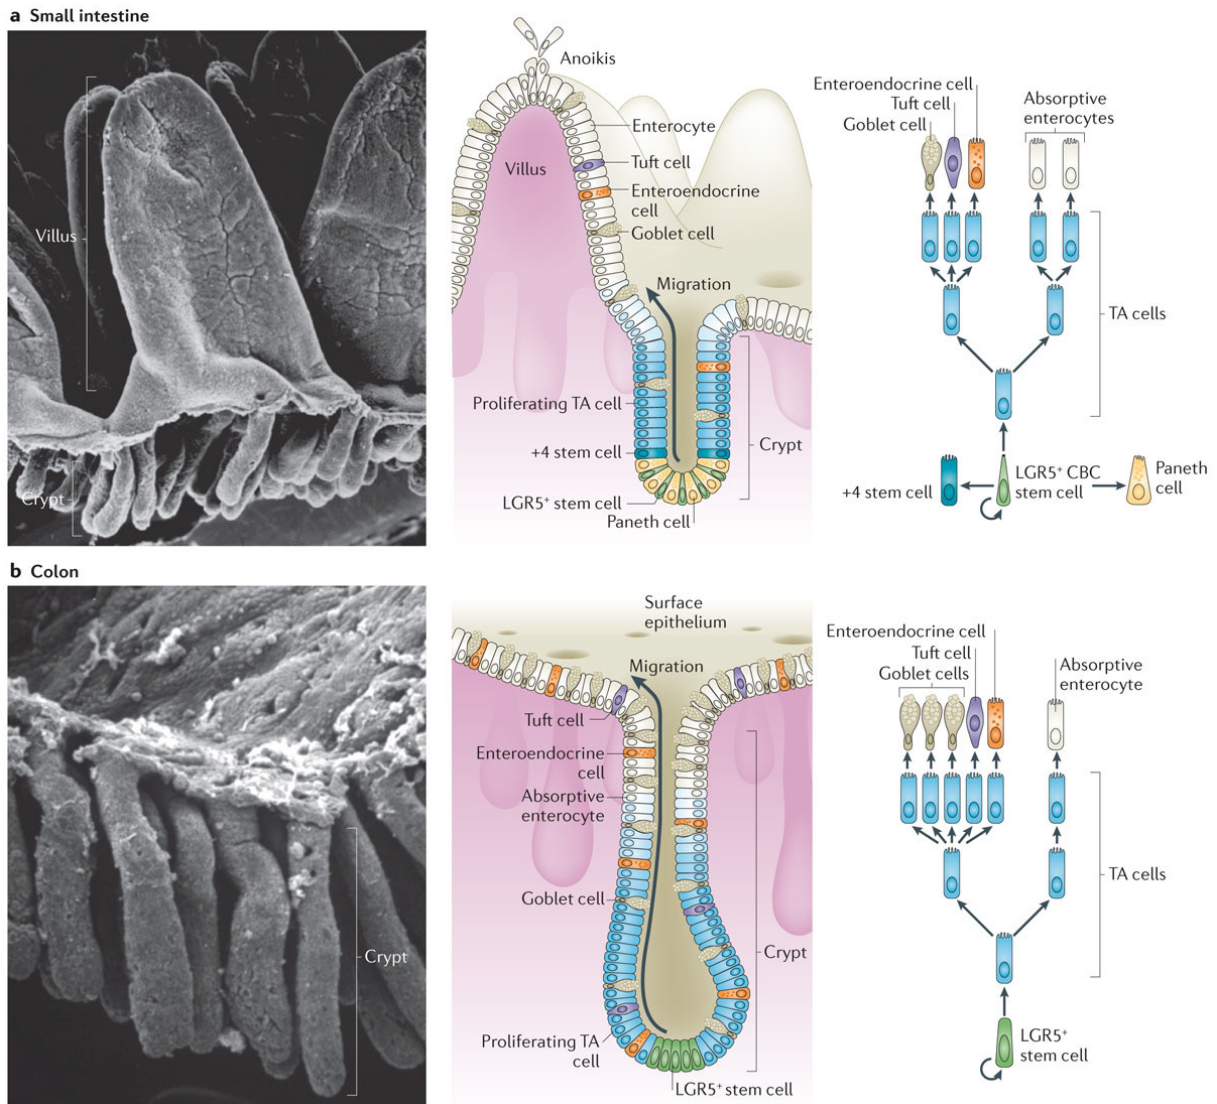 a Small intestine
Villus
Crypt
Anoikis
Enterocyte
Villus
Tuft cell
Enteroendocrine
cell
Goblet cell
Migration
Proliferating TA cell
+4 stem cell
LGR5⁺ stem cell
Paneth cell
Crypt
Enteroendocrine cell
Tuft cell
Goblet cell
Absorptive
enterocytes
TA cells
+4 stem cell
LGR5⁺ CBC
stem cell
Paneth
cell
b Colon
Crypt
Surface
epithelium
Migration
Tuft cell
Enteroendocrine
cell
Absorptive
enterocyte
Goblet cell
Crypt
Proliferating TA
cell
LGR5⁺ stem cell
Enteroendocrine cell
Tuft cell
Goblet cells
Absorptive
enterocyte
TA cells
LGR5⁺
stem cell